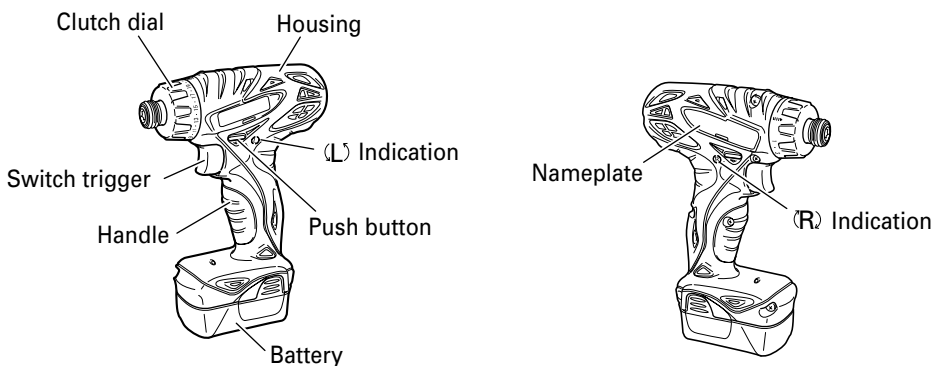 Clutch dial
Housing
(L) Indication
Switch trigger
Handle
Push button
Battery
Nameplate
(R) Indication